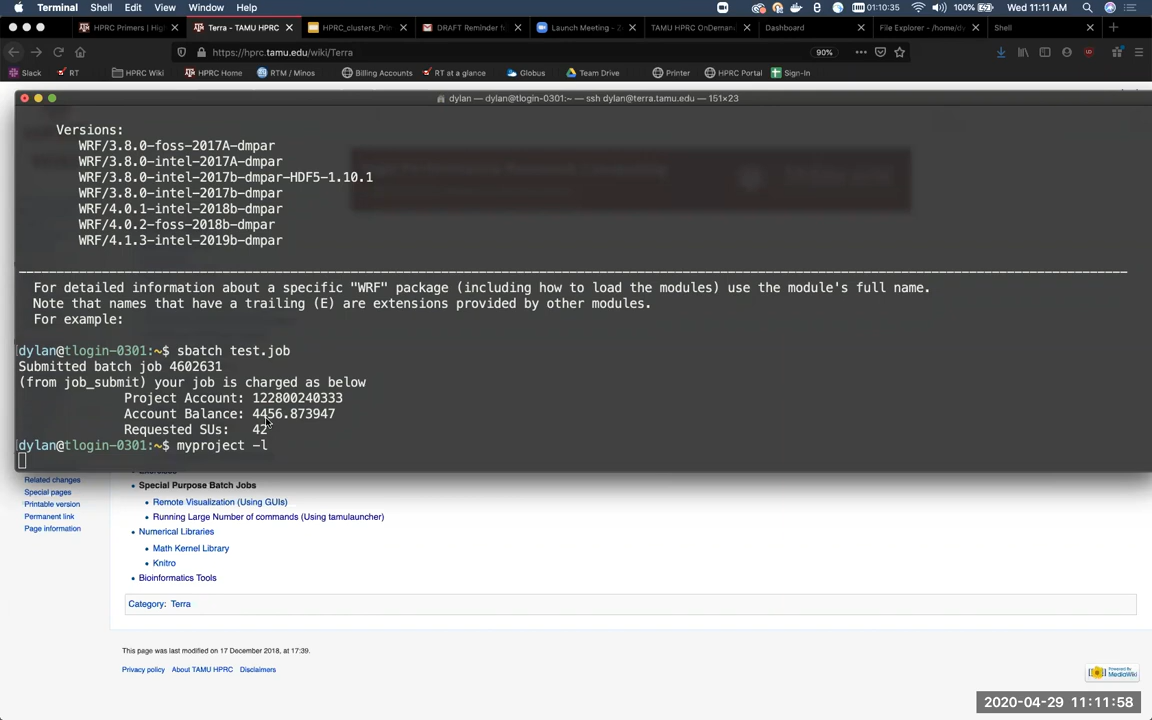 Terminal Shell Edit View Window Help
01:10:35 100% Wed 11:11 AM
HPRC Primers | High
Terra - TAMU HPRC
HPRC_clusters_Prim
DRAFT Reminder for
Launch Meeting - Z
TAMU HPRC OnDemand
Dashboard
File Explorer - /home/dy
Shell
https://hprc.tamu.edu/wiki/Terra
90%
Slack RT HPRC Wiki HPRC Home RTM / Minos Billing Accounts RT at a glance Globus Team Drive Printer HPRC Portal Sign-In
dylan — dylan@tlogin-0301:~ — ssh dylan@terra.tamu.edu — 151×23
Versions:
WRF/3.8.0-foss-2017A-dmpar
WRF/3.8.0-intel-2017A-dmpar
WRF/3.8.0-intel-2017b-dmpar-HDF5-1.10.1
WRF/3.8.0-intel-2017b-dmpar
WRF/4.0.1-intel-2018b-dmpar
WRF/4.0.2-foss-2018b-dmpar
WRF/4.1.3-intel-2019b-dmpar
For detailed information about a specific "WRF" package (including how to load the modules) use the module's full name.
Note that names that have a trailing (E) are extensions provided by other modules.
For example:
[dylan@tlogin-0301:~$ sbatch test.job
Submitted batch job 4602631
(from job_submit) your job is charged as below
Project Account: 122800240333
Account Balance: 4456.873947
Requested SUs: 42
[dylan@tlogin-0301:~$ myproject -l
Related changes
Special pages
Printable version
Permanent link
Page information
Special Purpose Batch Jobs
Remote Visualization (Using GUIs)
Running Large Number of commands (Using tamulauncher)
Numerical Libraries
Math Kernel Library
Knitro
Bioinformatics Tools
Category: Terra
This page was last modified on 17 December 2018, at 17:39.
Privacy policy About TAMU HPRC Disclaimers
Powered By MediaWiki
2020-04-29 11:11:58